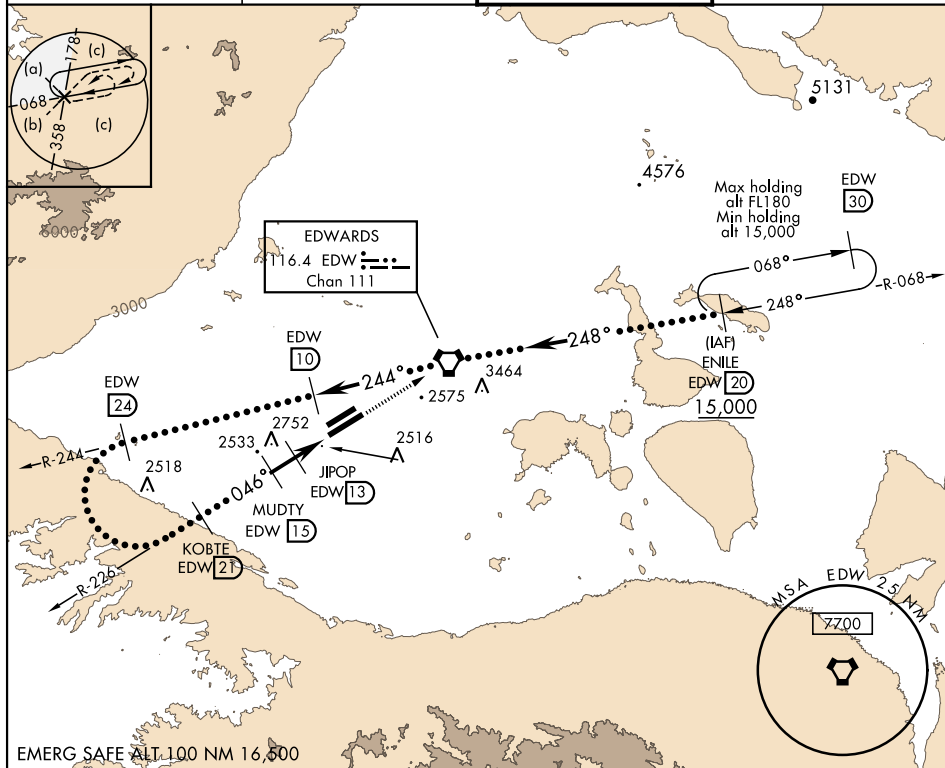 (a)
178
(c)
068
(b)
358
(c)
6000
3000
5131
4576
Max holding
alt FL180
Min holding
alt 15,000
EDW
30
068°
248°
R-068
EDWARDS
116.4 EDW
Chan 111
248°
(IAF)
ENILE
EDW 20
15,000
EDW
10
244°
3464
2575
EDW
24
R-244
2752
2533
2516
2518
046°
JIPOP
EDW 13
MUDTY
EDW 15
KOBTE
EDW 21
R-226
MSA EDW 25 NM
7700
EMERG SAFE ALT 100 NM 16,500